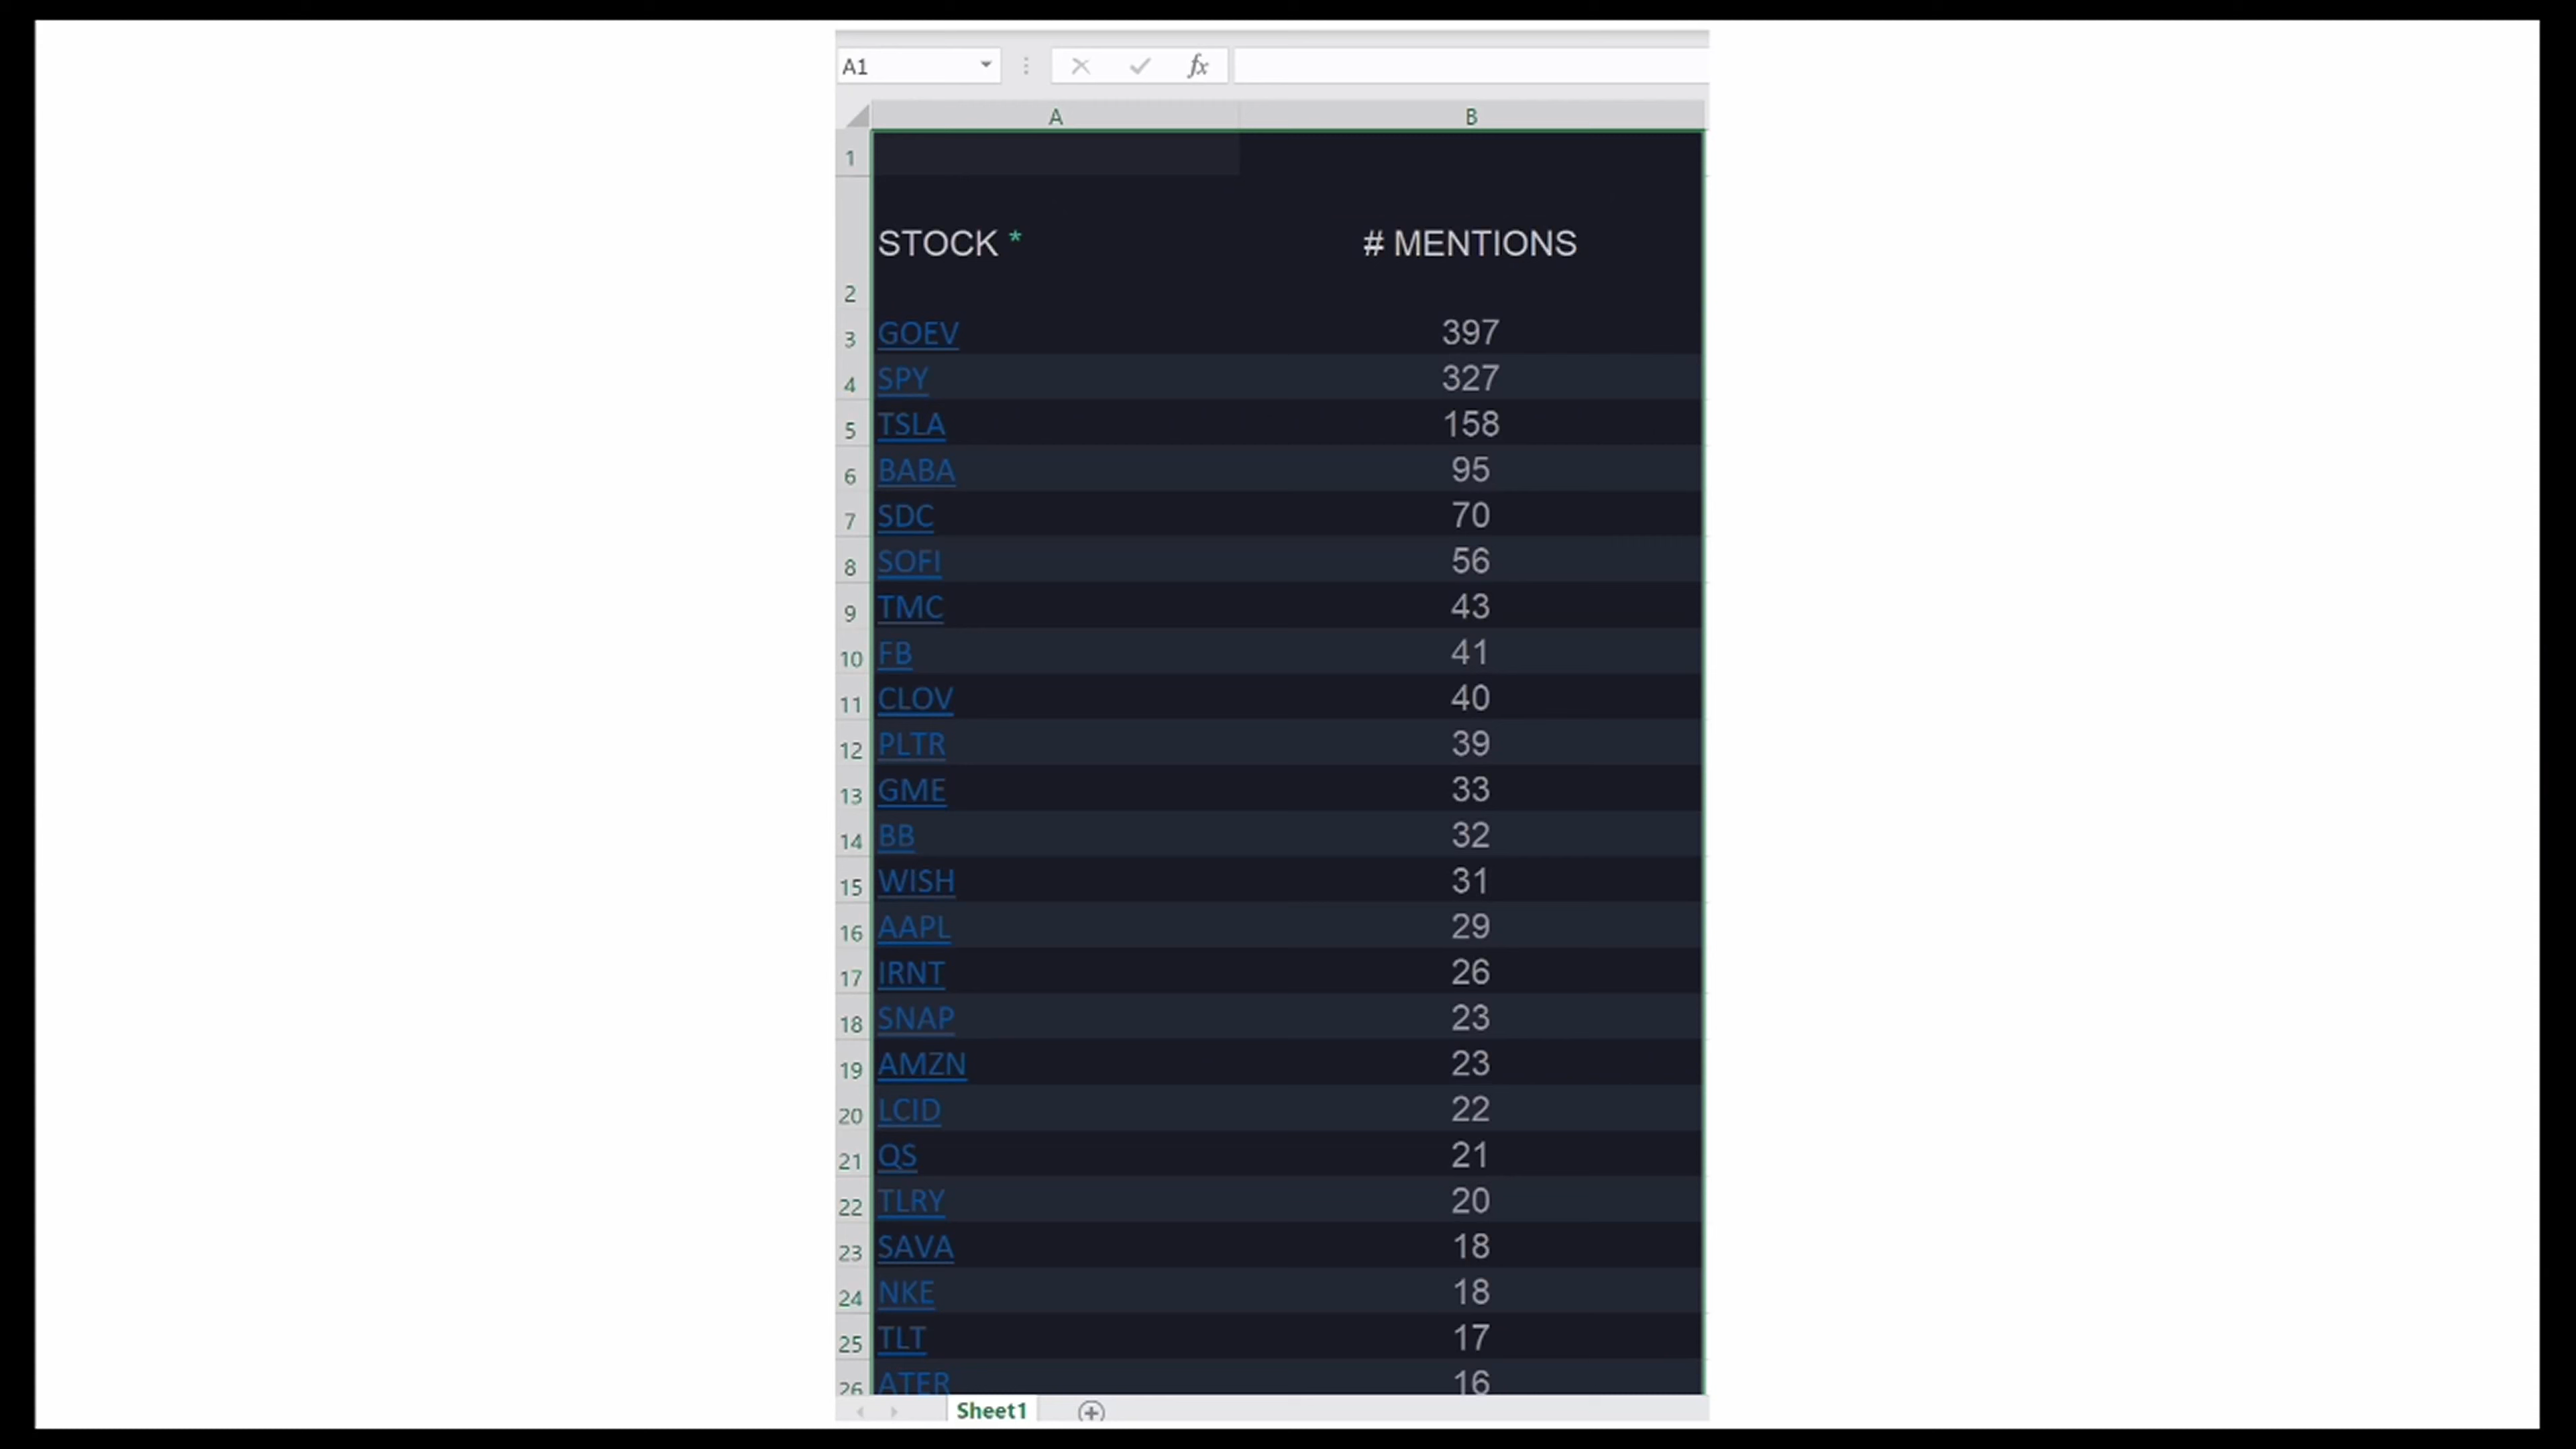 A1 fx
A B
1
STOCK * # MENTIONS
2
3 GOEV 397
4 SPY 327
5 TSLA 158
6 BABA 95
7 SDC 70
8 SOFI 56
9 TMC 43
10 FB 41
11 CLOV 40
12 PLTR 39
13 GME 33
14 BB 32
15 WISH 31
16 AAPL 29
17 IRNT 26
18 SNAP 23
19 AMZN 23
20 LCID 22
21 QS 21
22 TLRY 20
23 SAVA 18
24 NKE 18
25 TLT 17
26 ATER 16
Sheet1